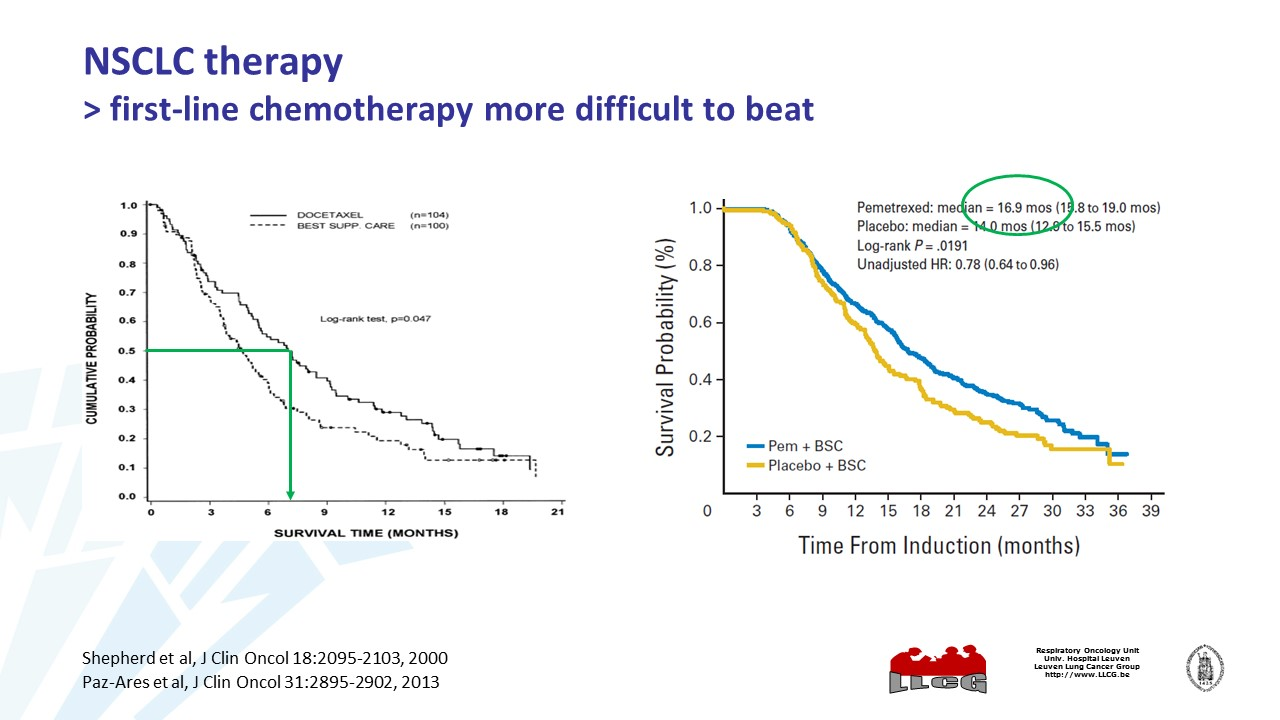 NSCLC therapy
> first-line chemotherapy more difficult to beat
CUMULATIVE PROBABILITY
1.0
0.9
0.8
0.7
0.6
0.5
0.4
0.3
0.2
0.1
0.0
DOCETAXEL (n=104)
BEST SUPP. CARE (n=100)
Log-rank test, p=0.047
0 3 6 9 12 15 18 21
SURVIVAL TIME (MONTHS)
Survival Probability (%)
1.0
0.8
0.6
0.4
0.2
Pemetrexed: median = 16.9 mos (15.8 to 19.0 mos)
Placebo: median = 14.0 mos (12.9 to 15.5 mos)
Log-rank P = .0191
Unadjusted HR: 0.78 (0.64 to 0.96)
Pem + BSC
Placebo + BSC
0 3 6 9 12 15 18 21 24 27 30 33 36 39
Time From Induction (months)
Shepherd et al, J Clin Oncol 18:2095-2103, 2000
Paz-Ares et al, J Clin Oncol 31:2895-2902, 2013
LLCG
Respiratory Oncology Unit
Univ. Hospital Leuven
Leuven Lung Cancer Group
http://www.LLCG.be